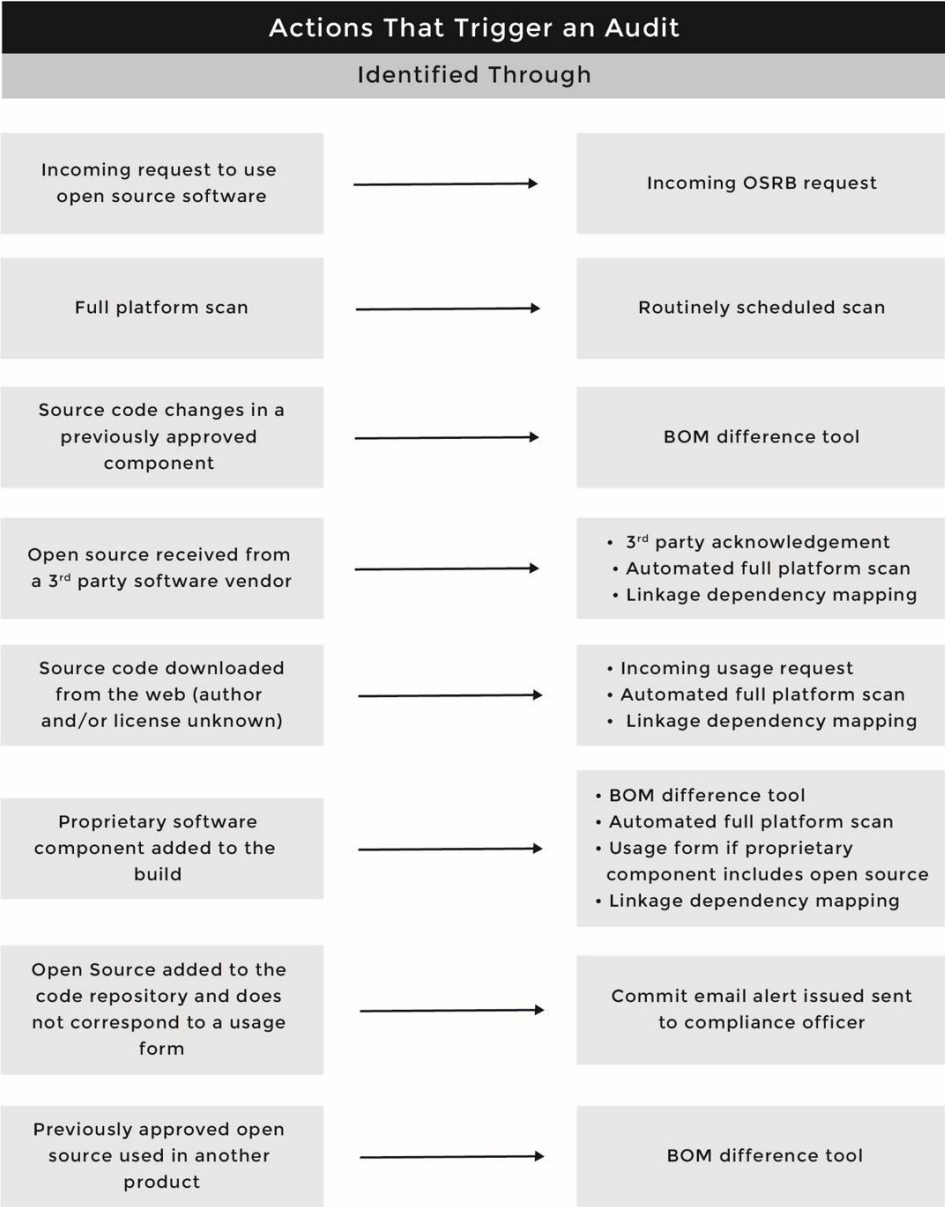 Actions That Trigger an Audit
Identified Through
Incoming request to use
open source software
Incoming OSRB request
Full platform scan
Routinely scheduled scan
Source code changes in a
previously approved
component
BOM difference tool
Open source received from
a 3rd party software vendor
• 3rd party acknowledgement
• Automated full platform scan
• Linkage dependency mapping
Source code downloaded
from the web (author
and/or license unknown)
• Incoming usage request
• Automated full platform scan
• Linkage dependency mapping
Proprietary software
component added to the
build
• BOM difference tool
• Automated full platform scan
• Usage form if proprietary
component includes open source
• Linkage dependency mapping
Open Source added to the
code repository and does
not correspond to a usage
form
Commit email alert issued sent
to compliance officer
Previously approved open
source used in another
product
BOM difference tool